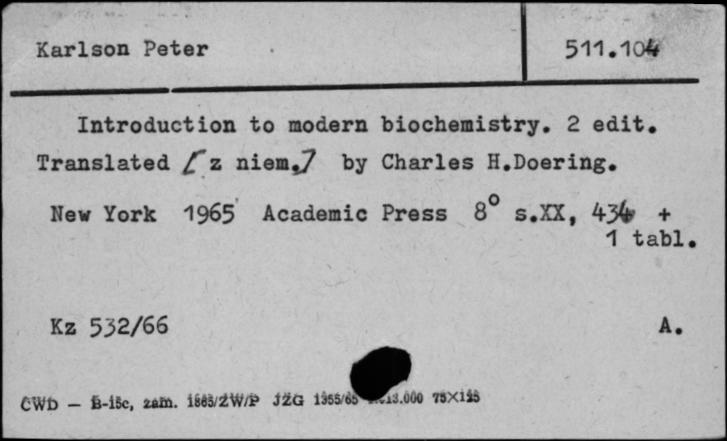 Karlson Peter
511.104
Introduction to modern biochemistry. 2 edit.
Translated [z niem.] by Charles H.Doering.
New York 1965 Academic Press 8° s.XX, 434 +
1 tabl.
Kz 532/66
A.
CWD — B-15c, zam. 1863/ZW/P JZG 1355/65 13.000 75X125